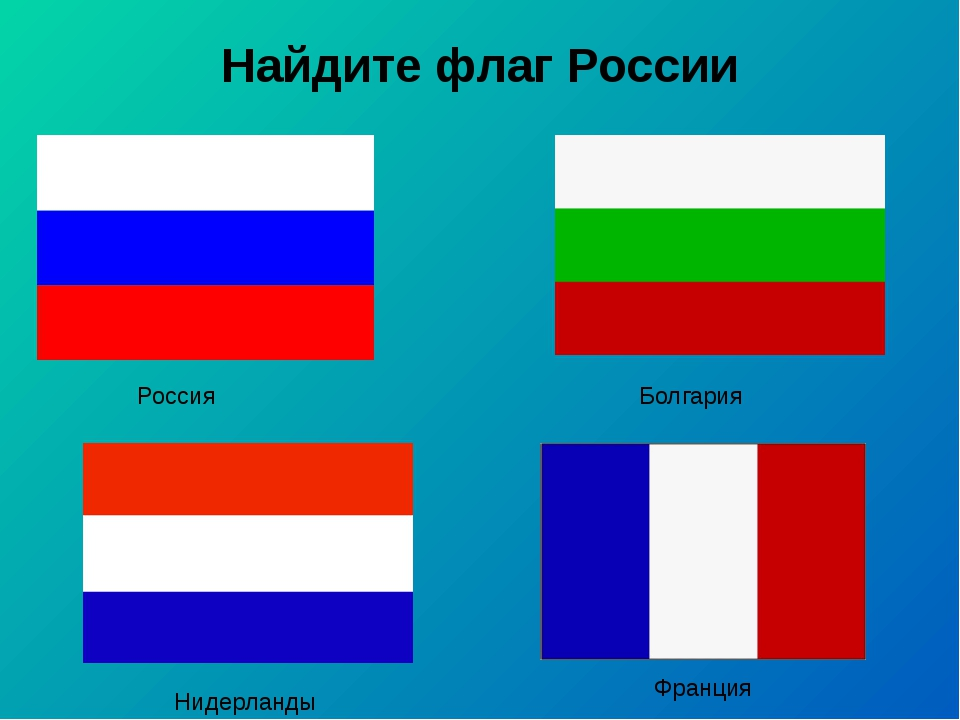 Найдите флаг России
Россия
Болгария
Нидерланды
Франция